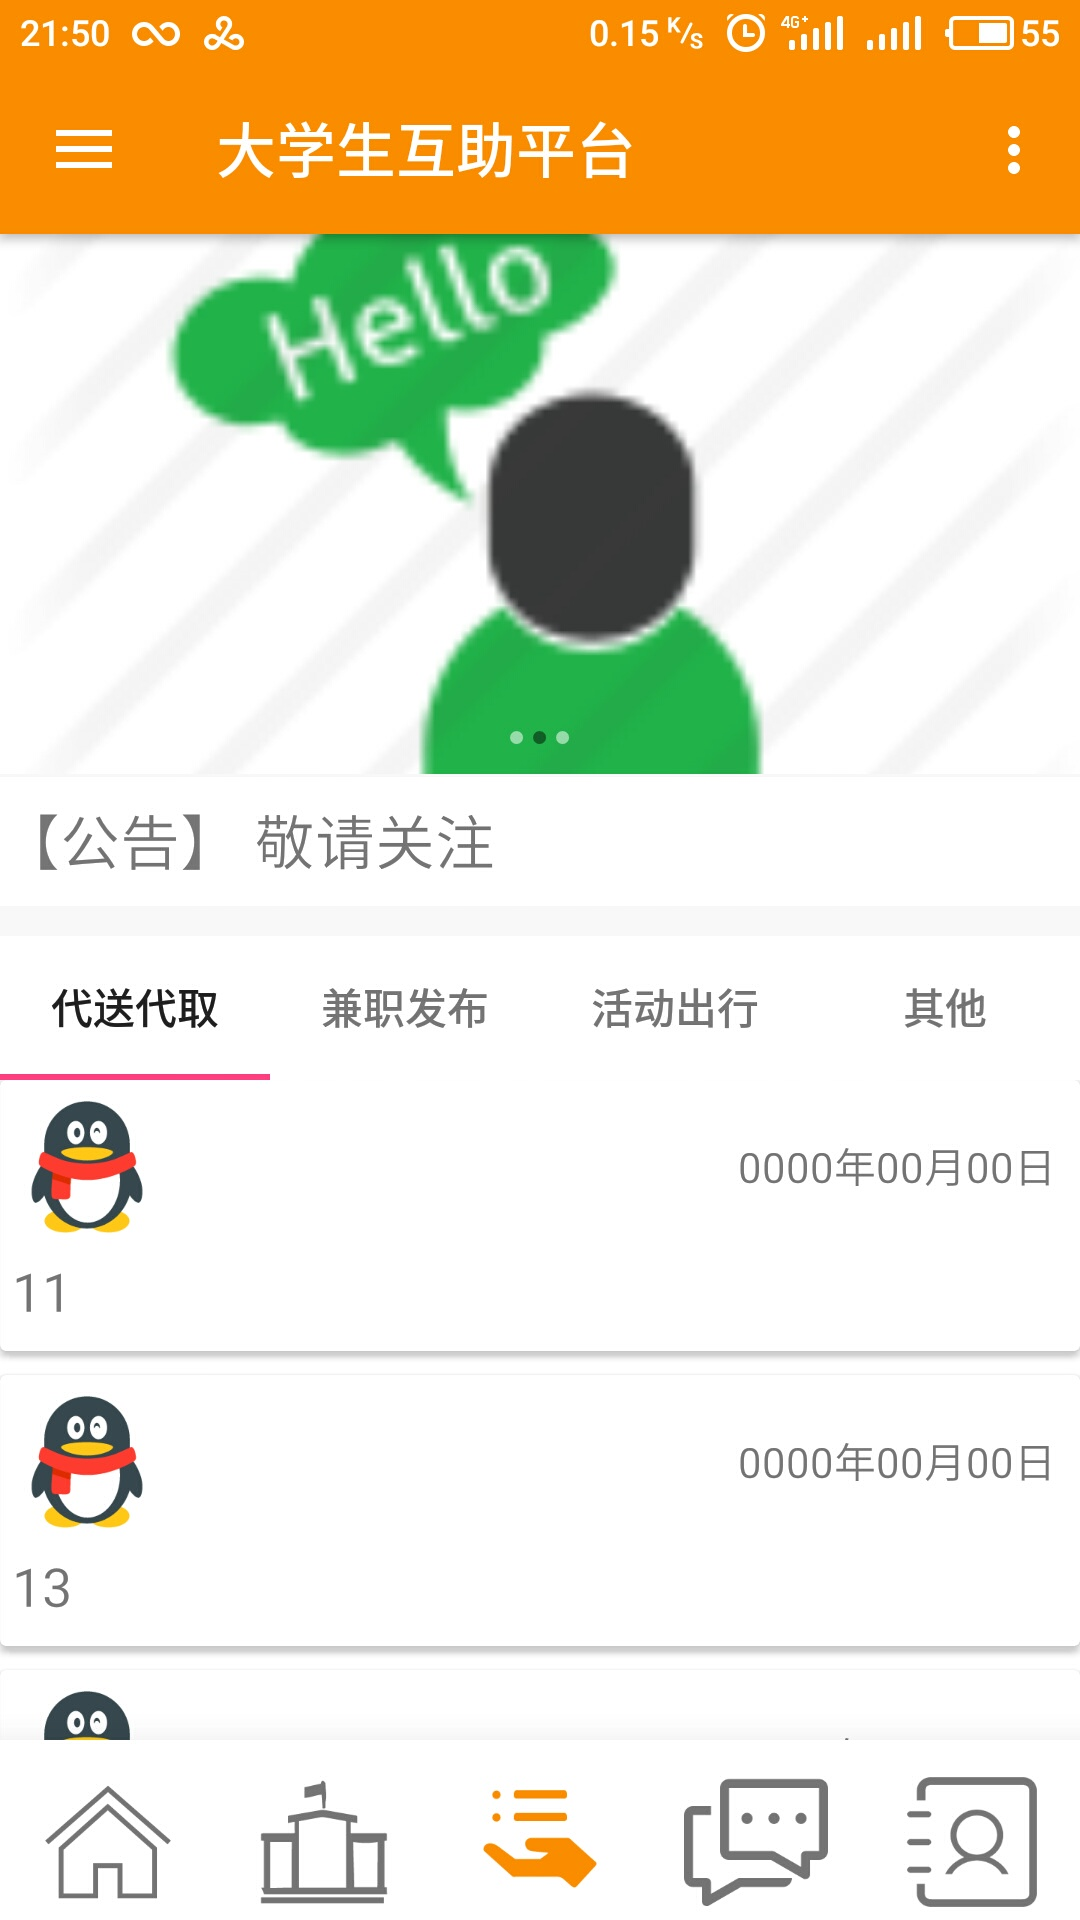 21:50 0.15 K/s 4G+ 55
大学生互助平台
Hello
【公告】 敬请关注
代送代取 兼职发布 活动出行 其他
0000年00月00日
11
0000年00月00日
13